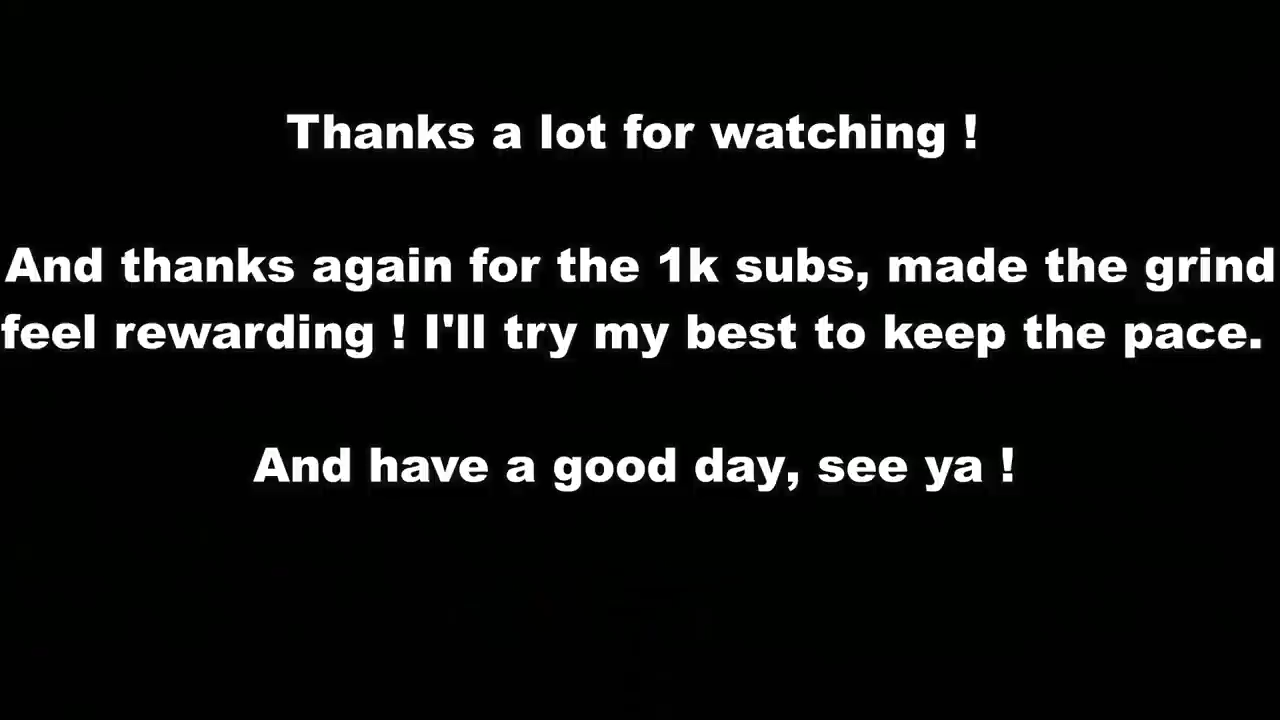 Thanks a lot for watching !
And thanks again for the 1k subs, made the grind
feel rewarding ! I'll try my best to keep the pace.
And have a good day, see ya !